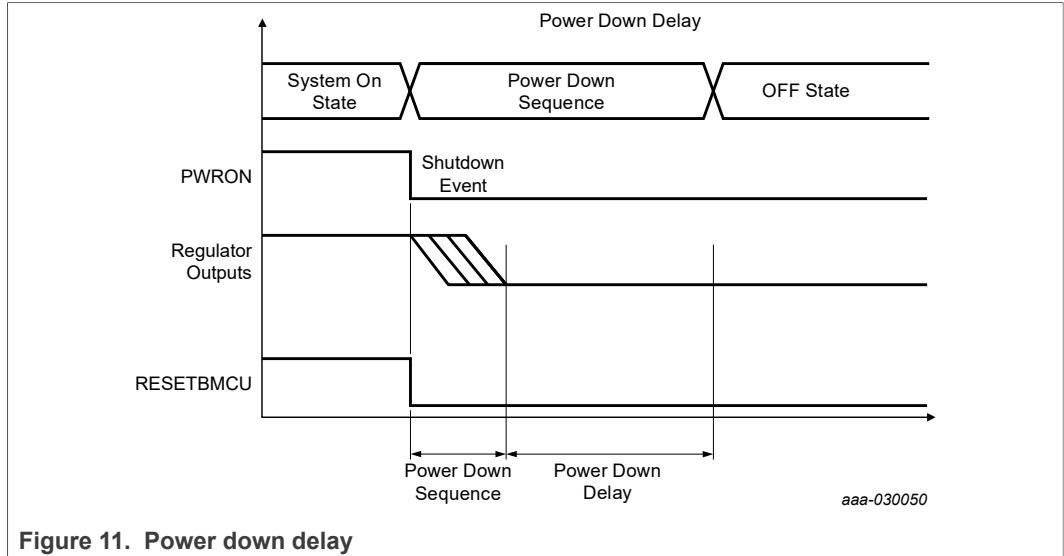 Power Down Delay
System On
State
Power Down
Sequence
OFF State
PWRON
Shutdown
Event
Regulator
Outputs
RESETBMCU
Power Down
Sequence
Power Down
Delay
aaa-030050
Figure 11. Power down delay